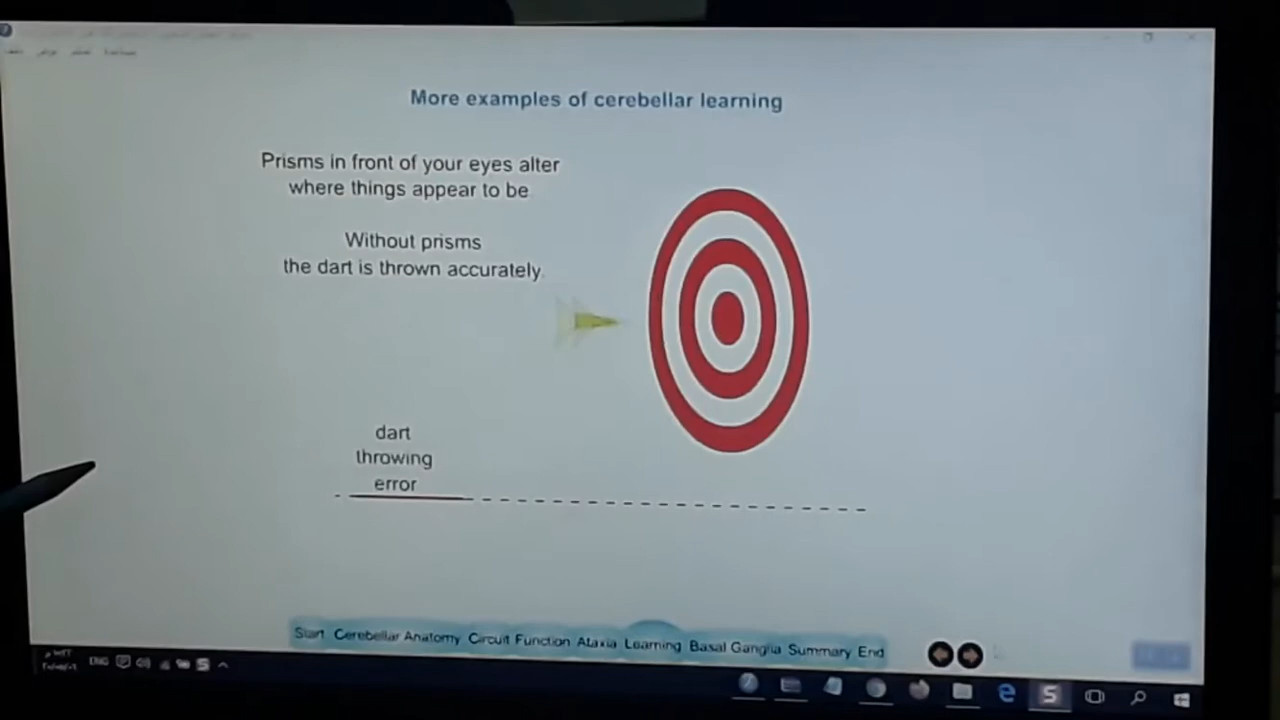 More examples of cerebellar learning
Prisms in front of your eyes alter
where things appear to be
Without prisms
the dart is thrown accurately.
dart
throwing
error
Start Cerebellar Anatomy Circuit Function Ataxia Learning Basal Ganglia Summary End
ENG